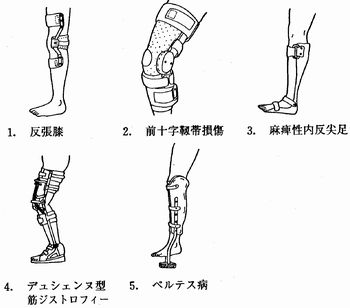 1. 反張膝
2. 前十字靱帯損傷
3. 麻痺性内反尖足
4. デュシェンヌ型
筋ジストロフィー
5. ペルテス病